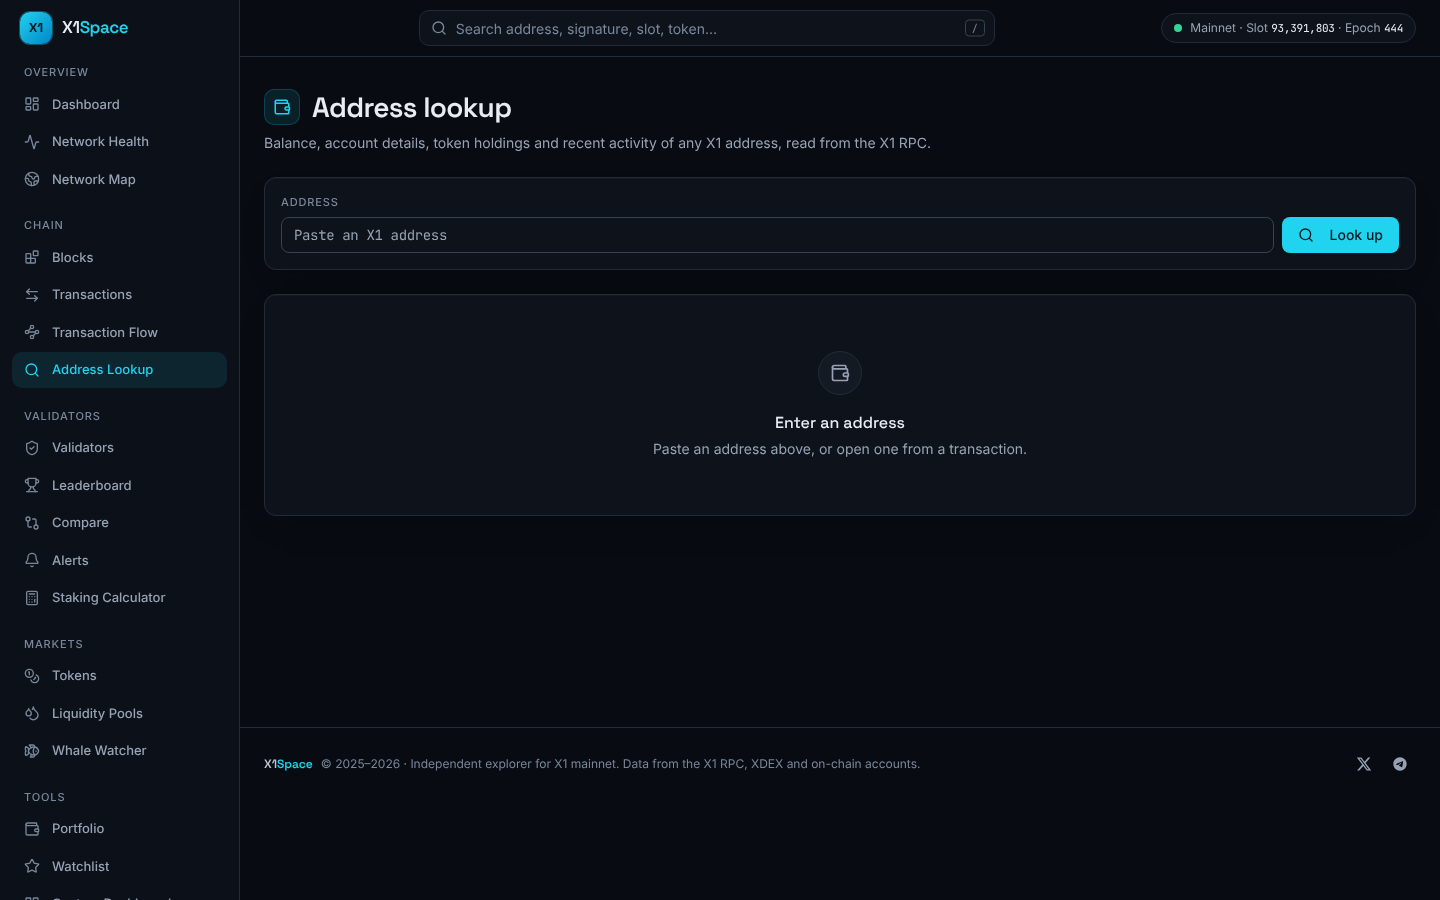 X1 X1Space
Search address, signature, slot, token... /
Mainnet · Slot 93,391,803 · Epoch 444
OVERVIEW
Dashboard
Network Health
Network Map
CHAIN
Blocks
Transactions
Transaction Flow
Address Lookup
VALIDATORS
Validators
Leaderboard
Compare
Alerts
Staking Calculator
MARKETS
Tokens
Liquidity Pools
Whale Watcher
TOOLS
Portfolio
Watchlist
Address lookup
Balance, account details, token holdings and recent activity of any X1 address, read from the X1 RPC.
ADDRESS
Paste an X1 address
Look up
Enter an address
Paste an address above, or open one from a transaction.
X1Space © 2025–2026 · Independent explorer for X1 mainnet. Data from the X1 RPC, XDEX and on-chain accounts.